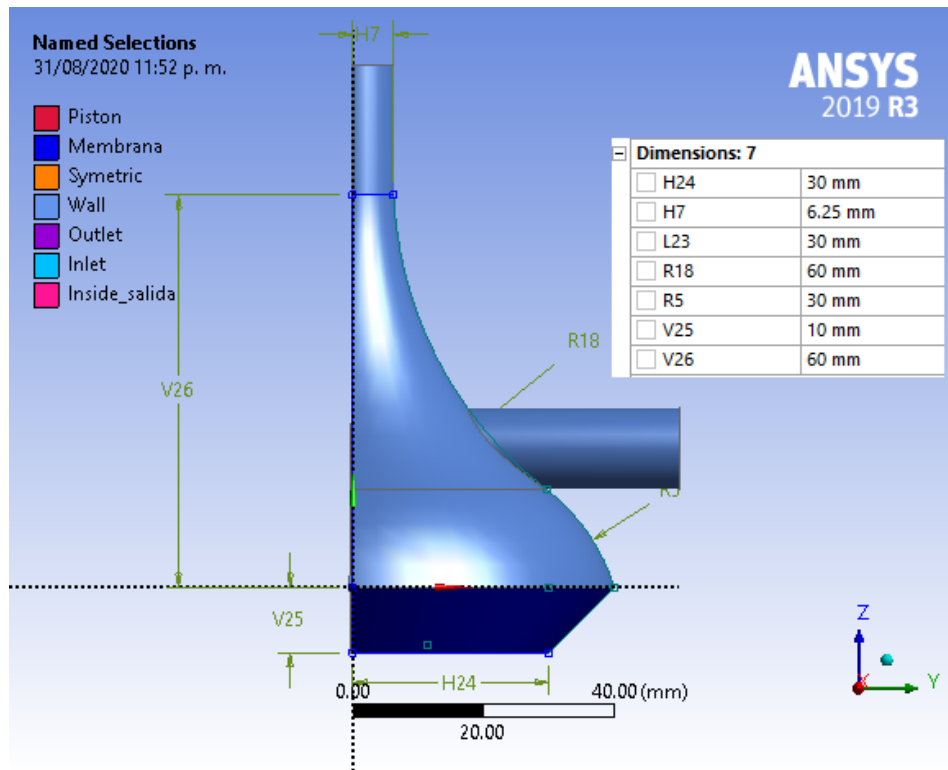 Named Selections
31/08/2020 11:52 p. m.
Piston
Membrana
Symetric
Wall
Outlet
Inlet
Inside_salida
H7
ANSYS
2019 R3
Dimensions: 7
H24 30 mm
H7 6.25 mm
L23 30 mm
R18 60 mm
R5 30 mm
V25 10 mm
V26 60 mm
R18
V26
R5
V25
H24
0.00 40.00 (mm)
20.00
Z
Y
X